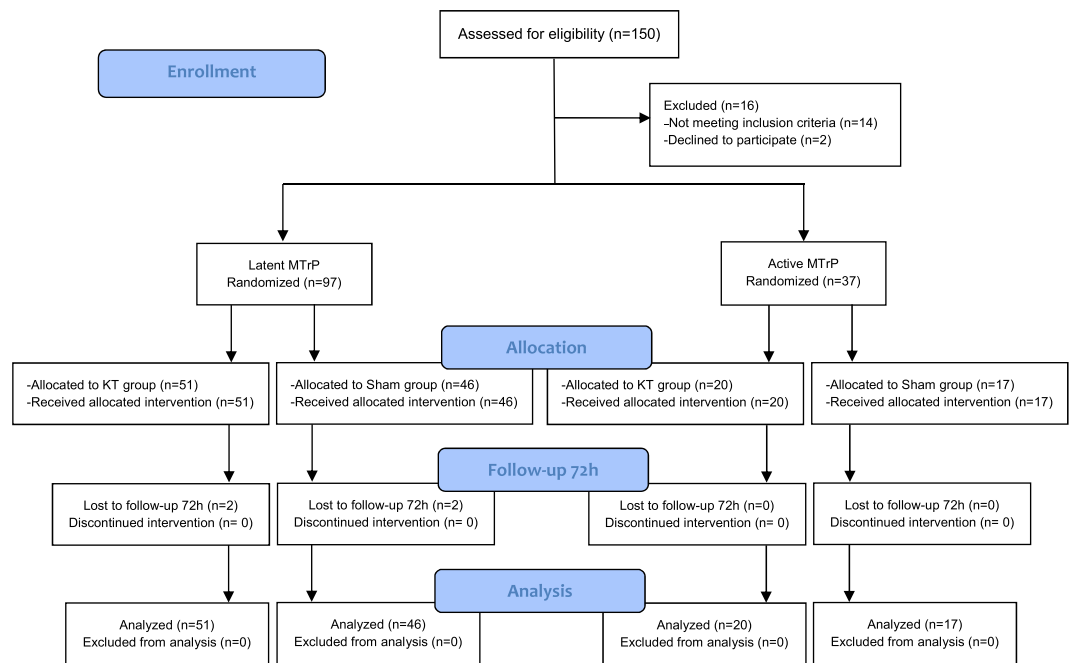 Assessed for eligibility (n=150)
Enrollment
Excluded (n=16)
-Not meeting inclusion criteria (n=14)
-Declined to participate (n=2)
Latent MTrP
Randomized (n=97)
Active MTrP
Randomized (n=37)
Allocation
-Allocated to KT group (n=51)
-Received allocated intervention (n=51)
-Allocated to Sham group (n=46)
-Received allocated intervention (n=46)
-Allocated to KT group (n=20)
-Received allocated intervention (n=20)
-Allocated to Sham group (n=17)
-Received allocated intervention (n=17)
Follow-up 72h
Lost to follow-up 72h (n=2)
Discontinued intervention (n= 0)
Lost to follow-up 72h (n=2)
Discontinued intervention (n= 0)
Lost to follow-up 72h (n=0)
Discontinued intervention (n= 0)
Lost to follow-up 72h (n=0)
Discontinued intervention (n= 0)
Analysis
Analyzed (n=51)
Excluded from analysis (n=0)
Analyzed (n=46)
Excluded from analysis (n=0)
Analyzed (n=20)
Excluded from analysis (n=0)
Analyzed (n=17)
Excluded from analysis (n=0)